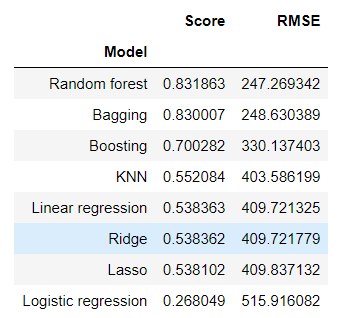 Score RMSE
Model
Random forest 0.831863 247.269342
Bagging 0.830007 248.630389
Boosting 0.700282 330.137403
KNN 0.552084 403.586199
Linear regression 0.538363 409.721325
Ridge 0.538362 409.721779
Lasso 0.538102 409.837132
Logistic regression 0.268049 515.916082